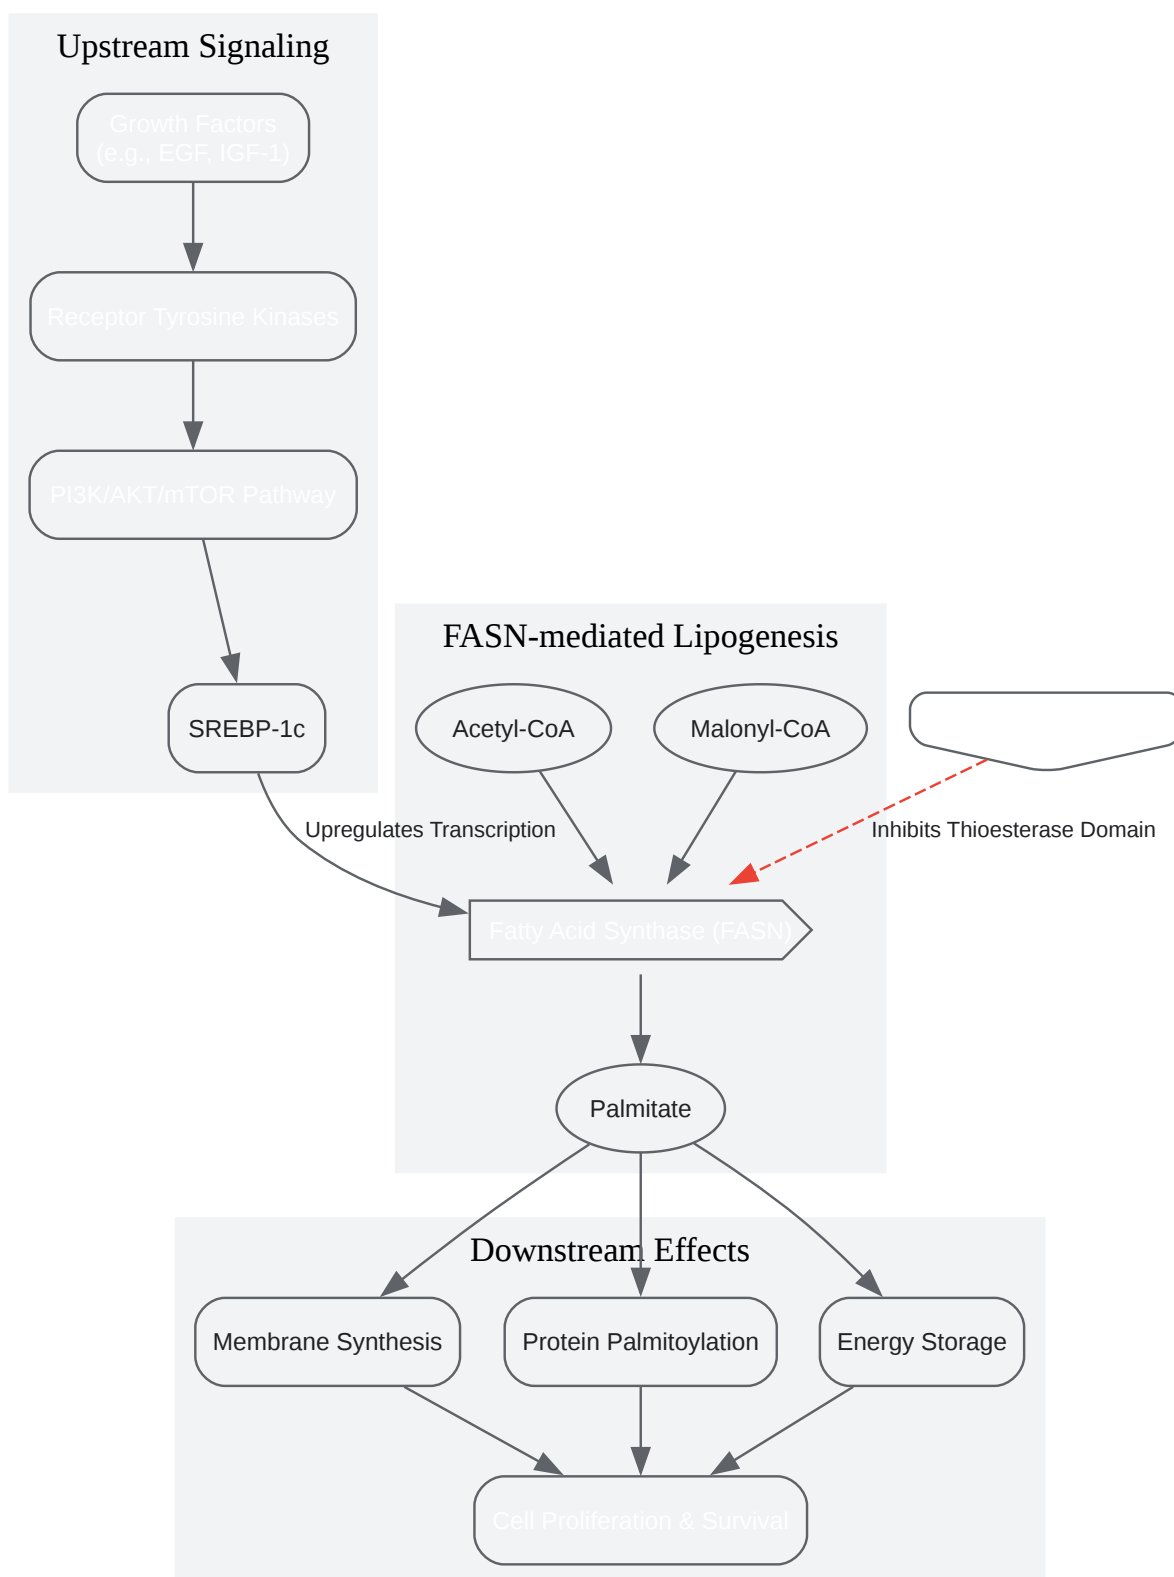 Upstream Signaling
Growth Factors
(e.g., EGF, IGF-1)
Receptor Tyrosine Kinases
PI3K/AKT/mTOR Pathway
SREBP-1c
FASN-mediated Lipogenesis
Acetyl-CoA
Malonyl-CoA
Upregulates Transcription
Inhibits Thioesterase Domain
Fatty Acid Synthase (FASN)
Palmitate
Downstream Effects
Membrane Synthesis
Protein Palmitoylation
Energy Storage
Cell Proliferation & Survival